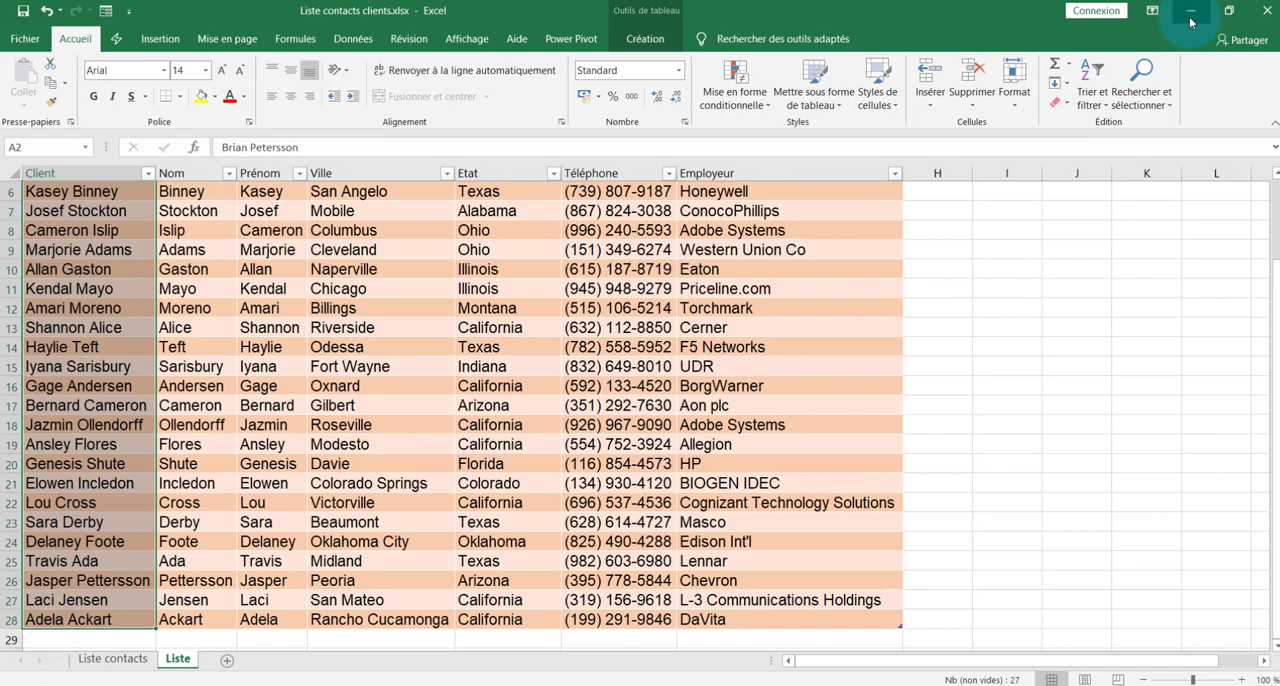 Liste contacts clients.xlsx - Excel
Outils de tableau
Connexion
Fichier Accueil Insertion Mise en page Formules Données Révision Affichage Aide Power Pivot Création Rechercher des outils adaptés Partager
Coller
Presse-papiers
Arial 14
G I S
Police
Renvoyer à la ligne automatiquement
Fusionner et centrer
Alignement
Standard
% 000
Nombre
Mise en forme conditionnelle
Mettre sous forme de tableau
Styles de cellules
Styles
Insérer Supprimer Format
Cellules
Trier et filtrer
Rechercher et sélectionner
Édition
A2 fx Brian Petersson
Client Nom Prénom Ville Etat Téléphone Employeur H I J K L
6 Kasey Binney Binney Kasey San Angelo Texas (739) 807-9187 Honeywell
7 Josef Stockton Stockton Josef Mobile Alabama (867) 824-3038 ConocoPhillips
8 Cameron Islip Islip Cameron Columbus Ohio (996) 240-5593 Adobe Systems
9 Marjorie Adams Adams Marjorie Cleveland Ohio (151) 349-6274 Western Union Co
10 Allan Gaston Gaston Allan Naperville Illinois (615) 187-8719 Eaton
11 Kendal Mayo Mayo Kendal Chicago Illinois (945) 948-9279 Priceline.com
12 Amari Moreno Moreno Amari Billings Montana (515) 106-5214 Torchmark
13 Shannon Alice Alice Shannon Riverside California (632) 112-8850 Cerner
14 Haylie Teft Teft Haylie Odessa Texas (782) 558-5952 F5 Networks
15 Iyana Sarisbury Sarisbury Iyana Fort Wayne Indiana (832) 649-8010 UDR
16 Gage Andersen Andersen Gage Oxnard California (592) 133-4520 BorgWarner
17 Bernard Cameron Cameron Bernard Gilbert Arizona (351) 292-7630 Aon plc
18 Jazmin Ollendorff Ollendorff Jazmin Roseville California (926) 967-9090 Adobe Systems
19 Ansley Flores Flores Ansley Modesto California (554) 752-3924 Allegion
20 Genesis Shute Shute Genesis Davie Florida (116) 854-4573 HP
21 Elowen Incledon Incledon Elowen Colorado Springs Colorado (134) 930-4120 BIOGEN IDEC
22 Lou Cross Cross Lou Victorville California (696) 537-4536 Cognizant Technology Solutions
23 Sara Derby Derby Sara Beaumont Texas (628) 614-4727 Masco
24 Delaney Foote Foote Delaney Oklahoma City Oklahoma (825) 490-4288 Edison Int'l
25 Travis Ada Ada Travis Midland Texas (982) 603-6980 Lennar
26 Jasper Pettersson Pettersson Jasper Peoria Arizona (395) 778-5844 Chevron
27 Laci Jensen Jensen Laci San Mateo California (319) 156-9618 L-3 Communications Holdings
28 Adela Ackart Ackart Adela Rancho Cucamonga California (199) 291-9846 DaVita
29
Liste contacts Liste
Nb (non vides) : 27 100 %